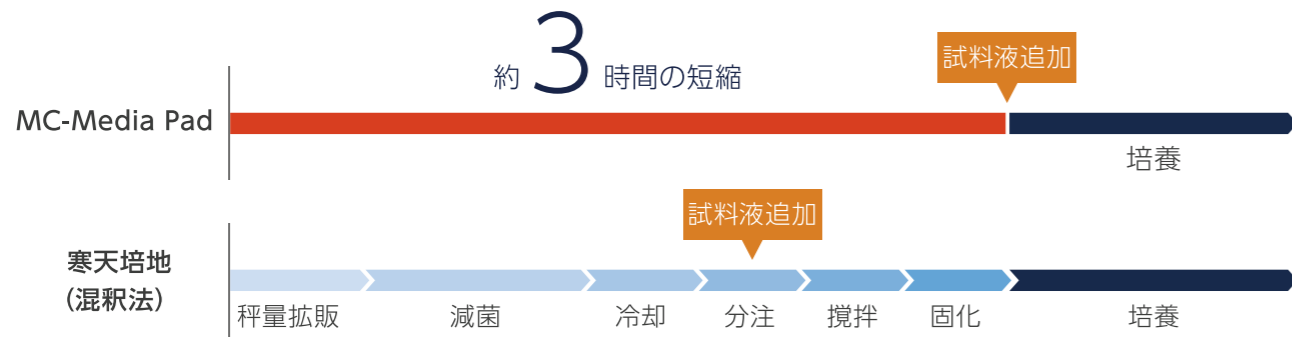 約 3 時間の短縮
試料液追加
MC-Media Pad
培養
試料液追加
寒天培地
(混釈法)
秤量拡販
減菌
冷却
分注
撹拌
固化
培養